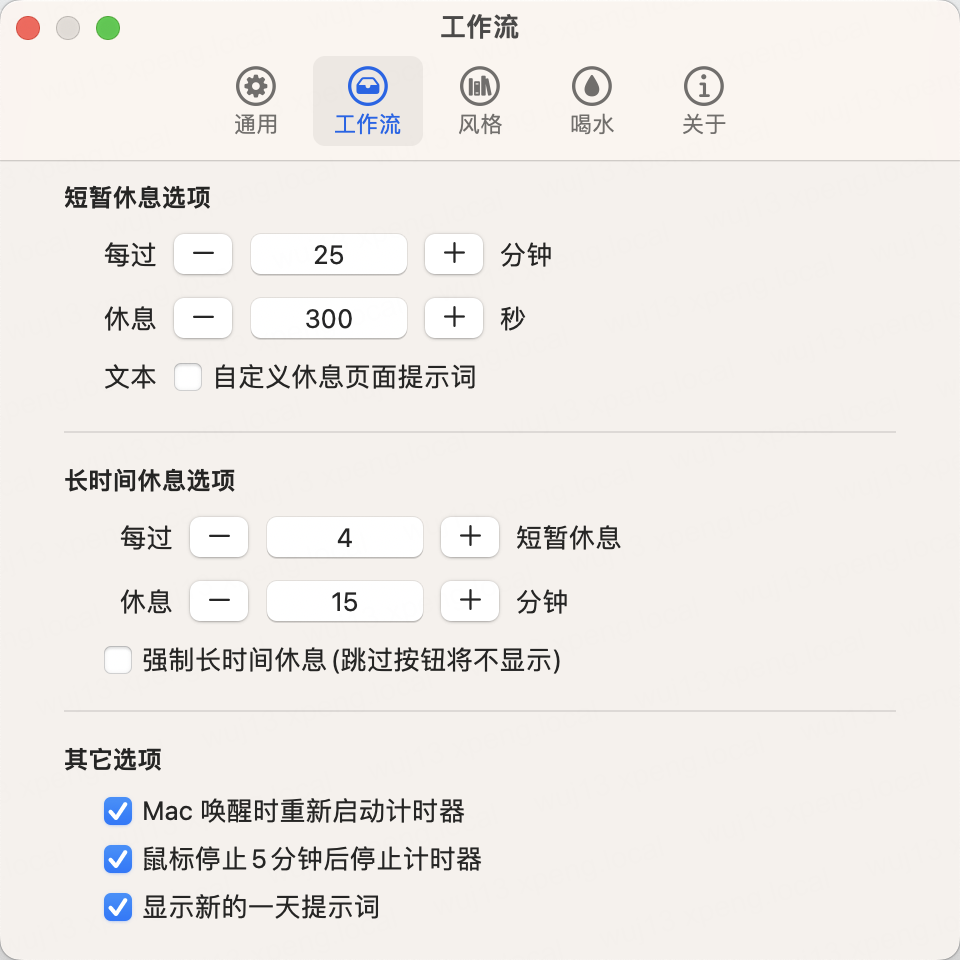 工作流
通用 工作流 风格 喝水 关于
短暂休息选项
每过 − 25 + 分钟
休息 − 300 + 秒
文本 自定义休息页面提示词
长时间休息选项
每过 − 4 + 短暂休息
休息 − 15 + 分钟
强制长时间休息(跳过按钮将不显示)
其它选项
Mac 唤醒时重新启动计时器
鼠标停止5分钟后停止计时器
显示新的一天提示词